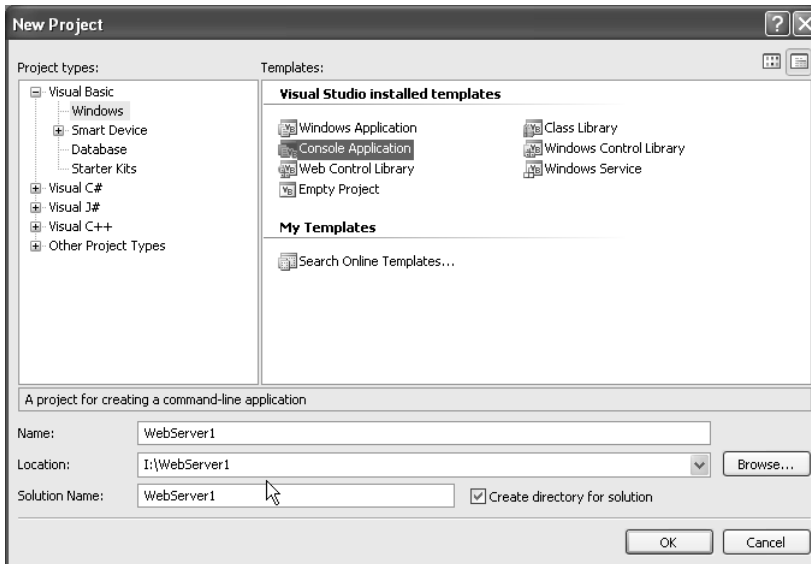 New Project
Project types:
Visual Basic
Windows
Smart Device
Database
Starter Kits
Visual C#
Visual J#
Visual C++
Other Project Types
Templates:
Visual Studio installed templates
Windows Application
Class Library
Console Application
Windows Control Library
Web Control Library
Windows Service
Empty Project
My Templates
Search Online Templates...
A project for creating a command-line application
Name:
WebServer1
Location:
I:\WebServer1
Browse...
Solution Name:
WebServer1
Create directory for solution
OK
Cancel